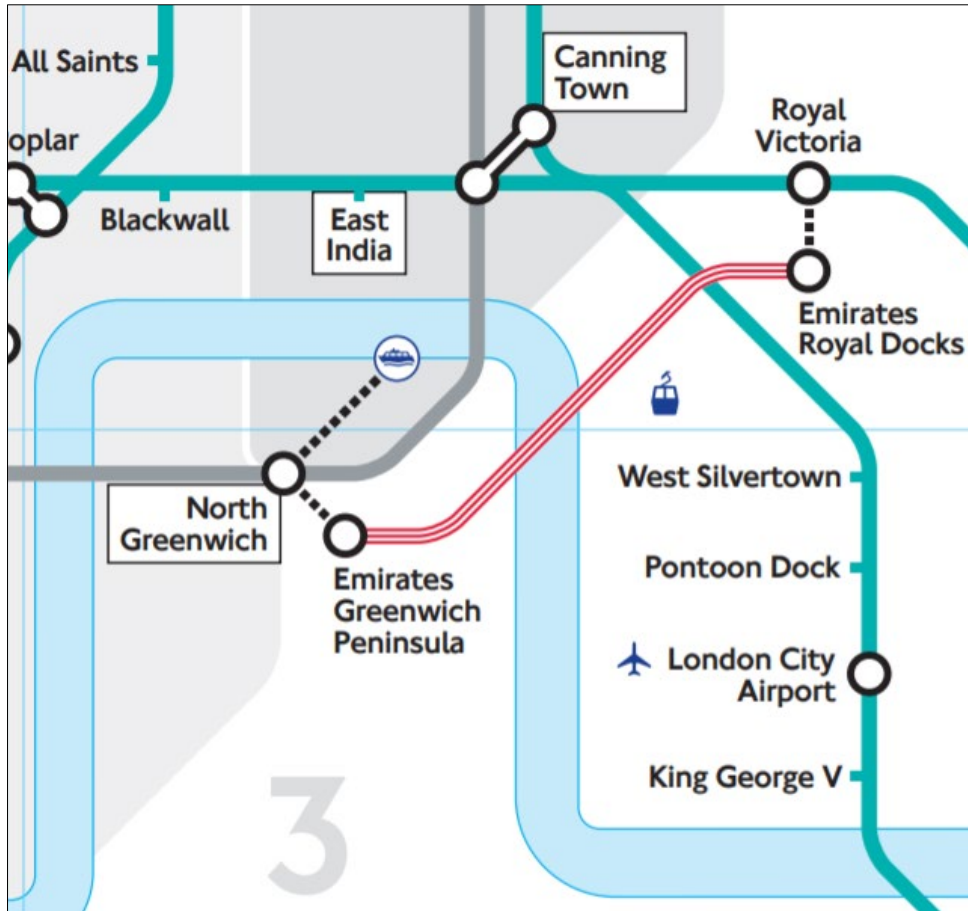 All Saints
Canning
Town
Royal
Victoria
oplar
Blackwall
East
India
Emirates
Royal Docks
West Silvertown
North
Greenwich
Pontoon Dock
Emirates
Greenwich
Peninsula
London City
Airport
King George V
3